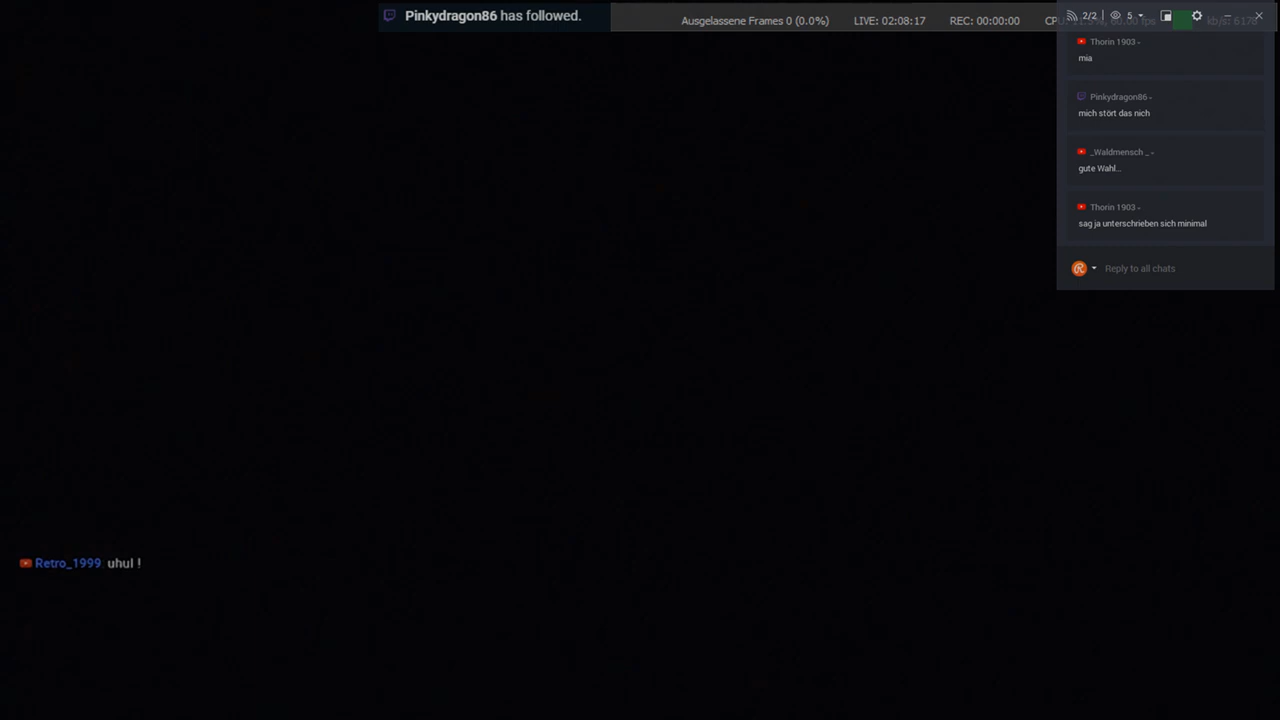 Pinkydragon86 has followed.
Ausgelassene Frames 0 (0.0%) LIVE: 02:08:17 REC: 00:00:00
2/2 5
Thorin 1903
mia
Pinkydragon86
mich stört das nich
_Waldmensch _
gute Wahl...
Thorin 1903
sag ja unterschrieben sich minimal
Reply to all chats
Retro_1999 uhul !